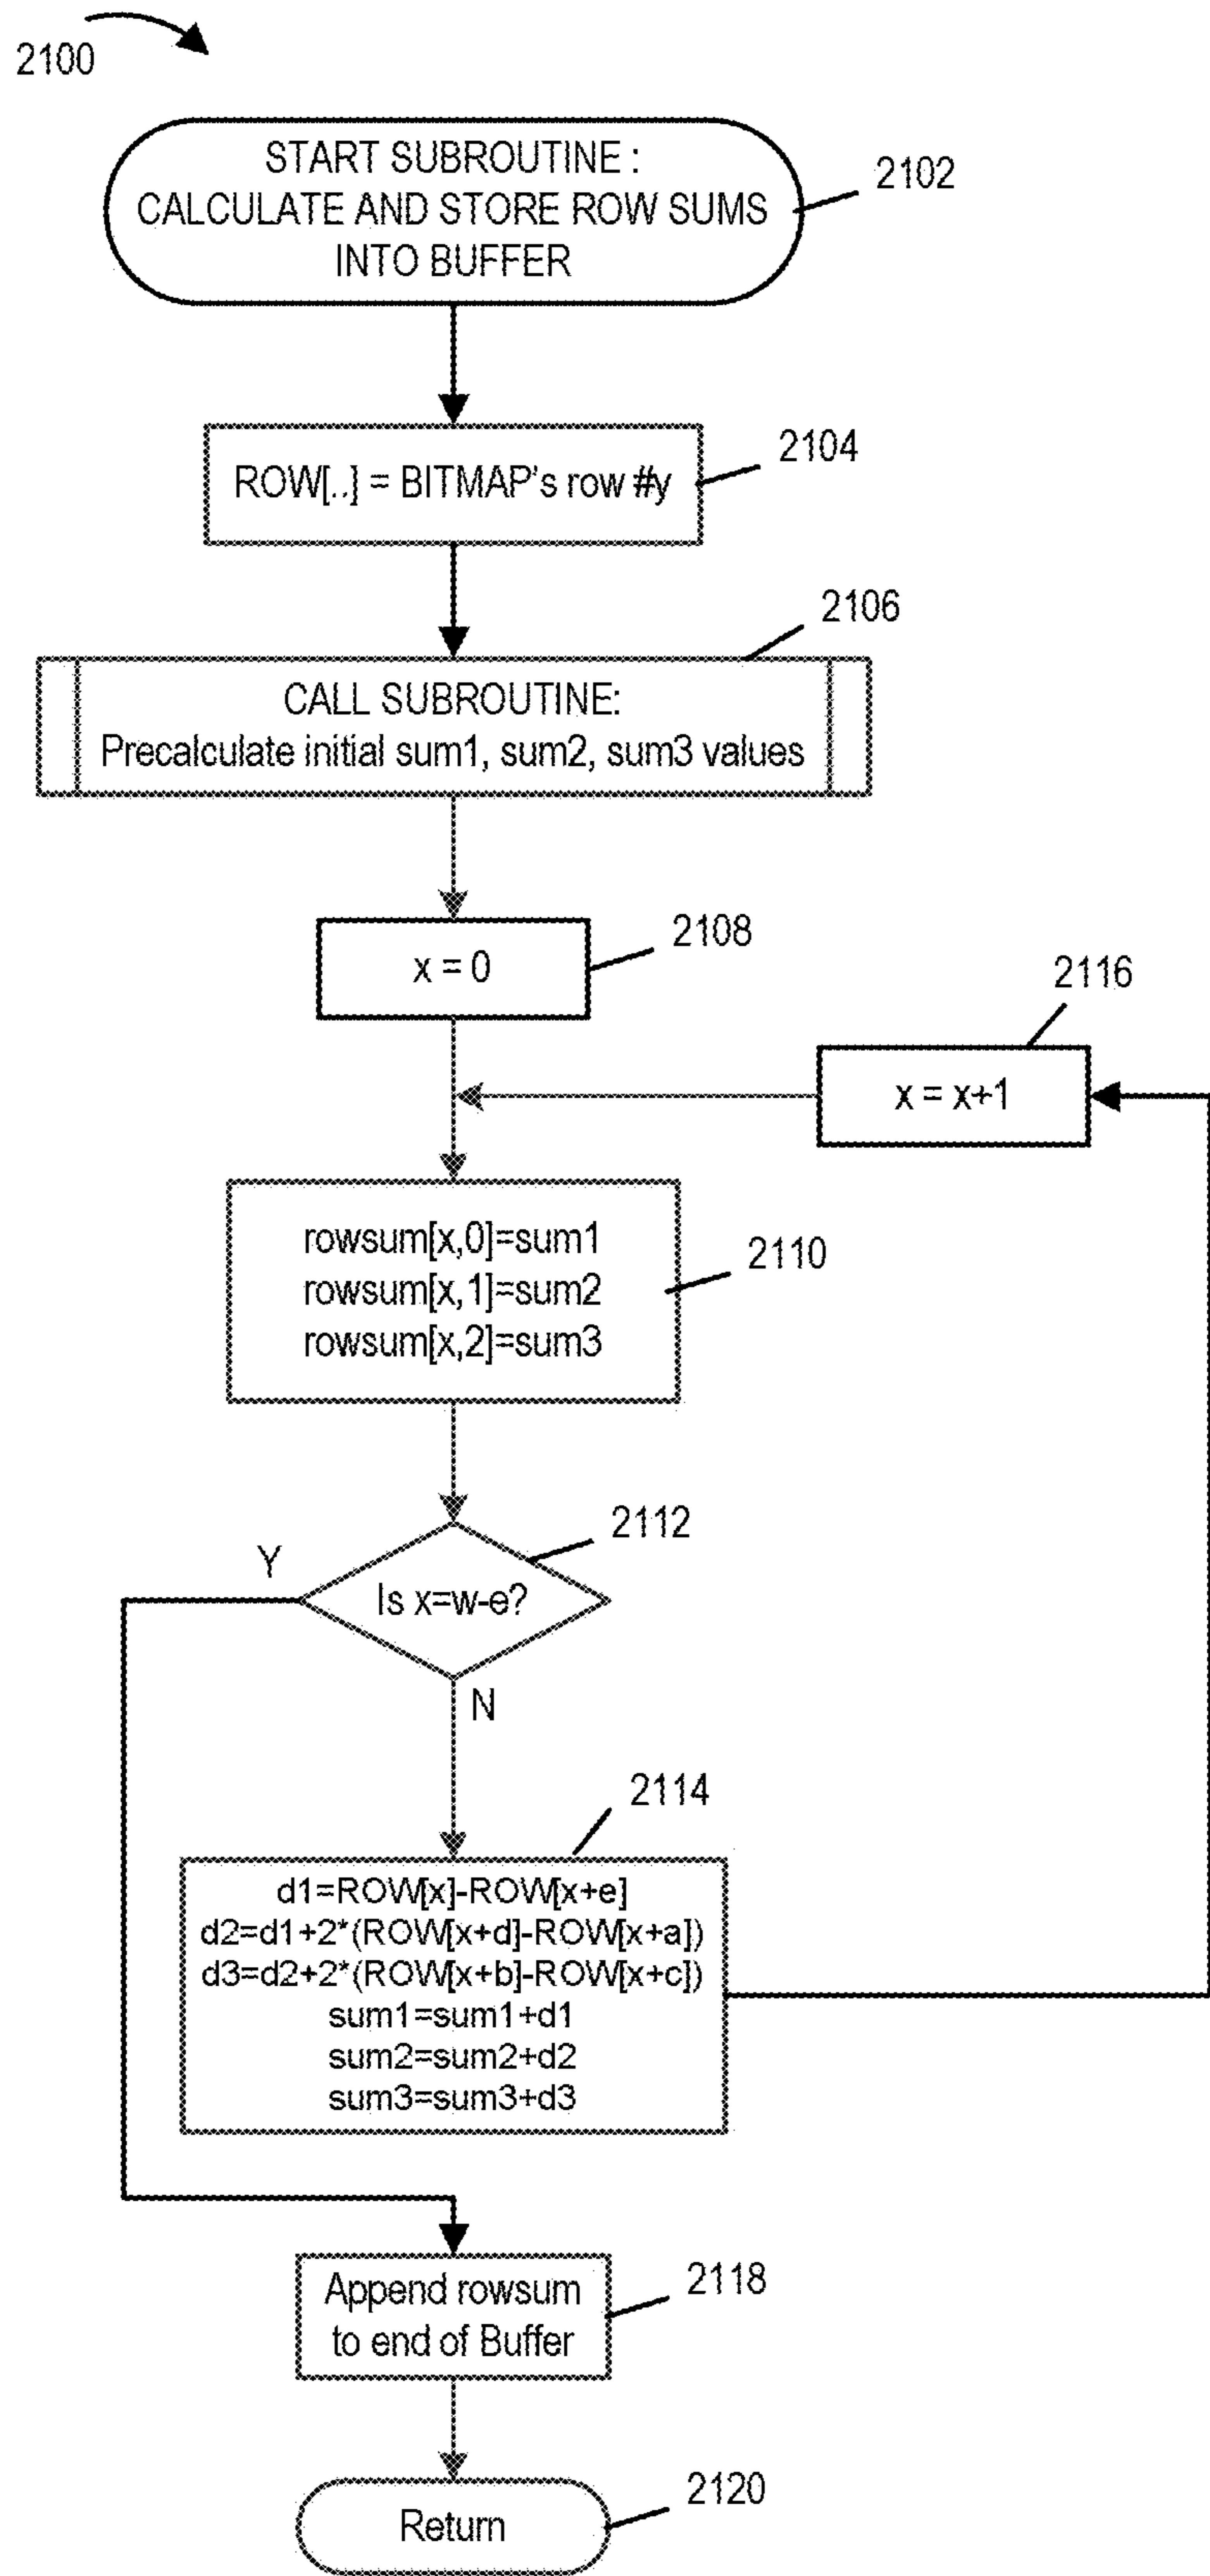 2100
START SUBROUTINE :
CALCULATE AND STORE ROW SUMS
INTO BUFFER
2102
ROW[..] = BITMAP's row #y
2104
2106
CALL SUBROUTINE:
Precalculate initial sum1, sum2, sum3 values
x = 0
2108
2116
x = x+1
rowsum[x,0]=sum1
rowsum[x,1]=sum2
rowsum[x,2]=sum3
2110
2112
Y
Is x=w-e?
N
2114
d1=ROW[x]-ROW[x+e]
d2=d1+2*(ROW[x+d]-ROW[x+a])
d3=d2+2*(ROW[x+b]-ROW[x+c])
sum1=sum1+d1
sum2=sum2+d2
sum3=sum3+d3
Append rowsum
to end of Buffer
2118
Return
2120